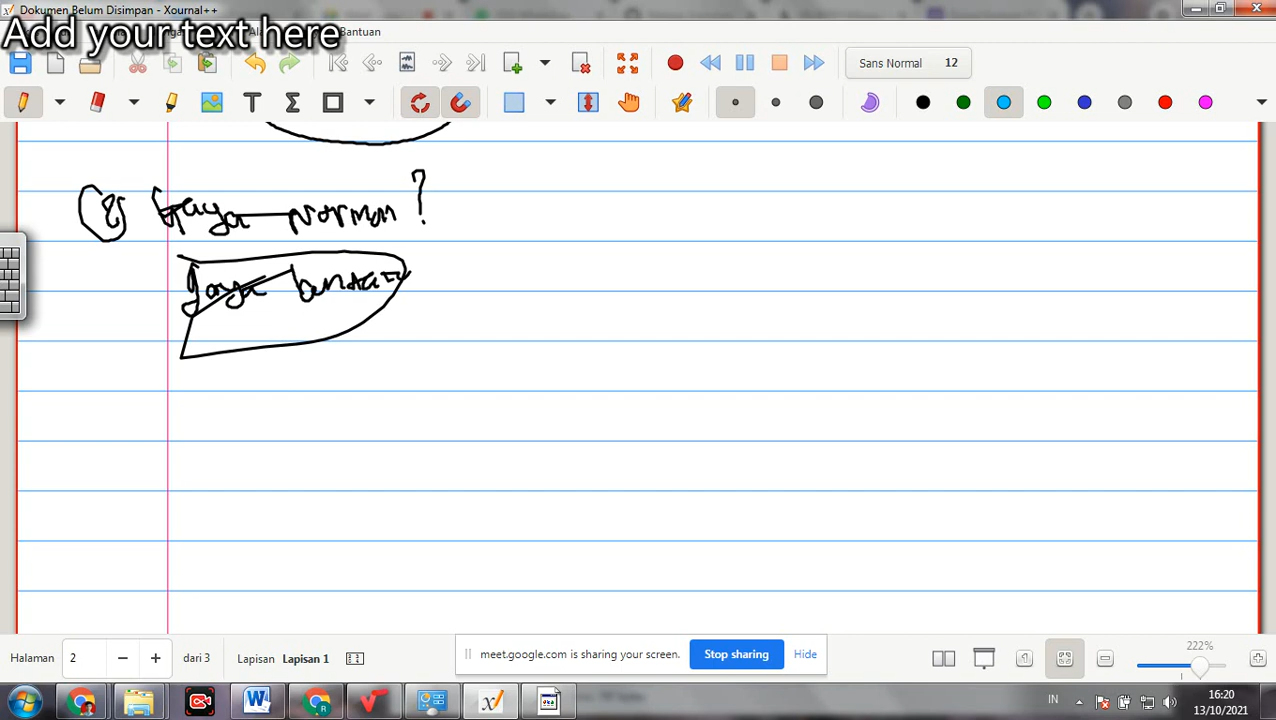 Dokumen Belum Disimpan - Xournal++
Add your text here
Bantuan
Sans Normal 12
gaya normal ?
gaya
Halaman 2 dari 3 Lapisan Lapisan 1
meet.google.com is sharing your screen. Stop sharing Hide
222%
IN 16:20
13/10/2021